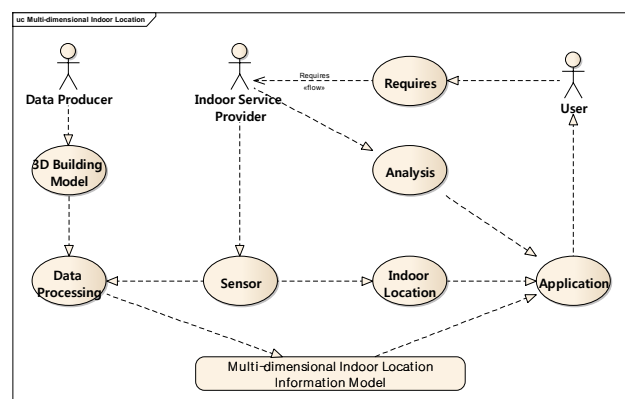 uc Multi-dimensional Indoor Location
Data Producer
Indoor Service
Provider
Requires
«flow»
Requires
User
3D Building
Model
Analysis
Data
Processing
Sensor
Indoor
Location
Application
Multi-dimensional Indoor Location
Information Model